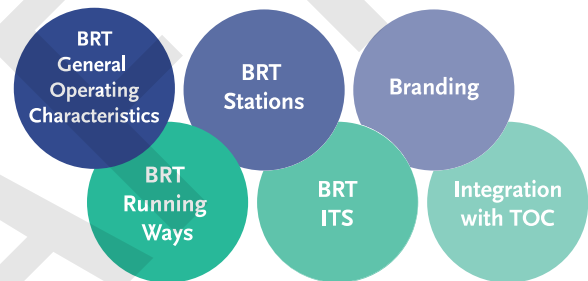 BRT
General
Operating
Characteristics
BRT
Stations
Branding
BRT
Running
Ways
BRT
ITS
Integration
with TOC